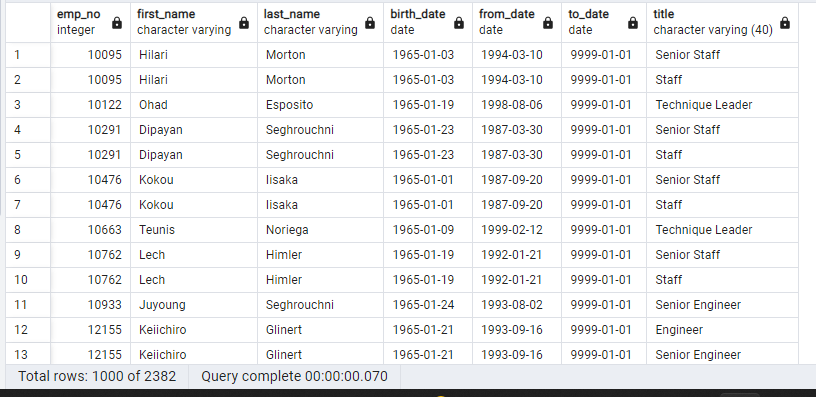 emp_no first_name last_name birth_date from_date to_date title
integer character varying character varying date date date character varying (40)
1 10095 Hilari Morton 1965-01-03 1994-03-10 9999-01-01 Senior Staff
2 10095 Hilari Morton 1965-01-03 1994-03-10 9999-01-01 Staff
3 10122 Ohad Esposito 1965-01-19 1998-08-06 9999-01-01 Technique Leader
4 10291 Dipayan Seghrouchni 1965-01-23 1987-03-30 9999-01-01 Senior Staff
5 10291 Dipayan Seghrouchni 1965-01-23 1987-03-30 9999-01-01 Staff
6 10476 Kokou Iisaka 1965-01-01 1987-09-20 9999-01-01 Senior Staff
7 10476 Kokou Iisaka 1965-01-01 1987-09-20 9999-01-01 Staff
8 10663 Teunis Noriega 1965-01-09 1999-02-12 9999-01-01 Technique Leader
9 10762 Lech Himler 1965-01-19 1992-01-21 9999-01-01 Senior Staff
10 10762 Lech Himler 1965-01-19 1992-01-21 9999-01-01 Staff
11 10933 Juyoung Seghrouchni 1965-01-24 1993-08-02 9999-01-01 Senior Engineer
12 12155 Keiichiro Glinert 1965-01-21 1993-09-16 9999-01-01 Engineer
13 12155 Keiichiro Glinert 1965-01-21 1993-09-16 9999-01-01 Senior Engineer
Total rows: 1000 of 2382 Query complete 00:00:00.070